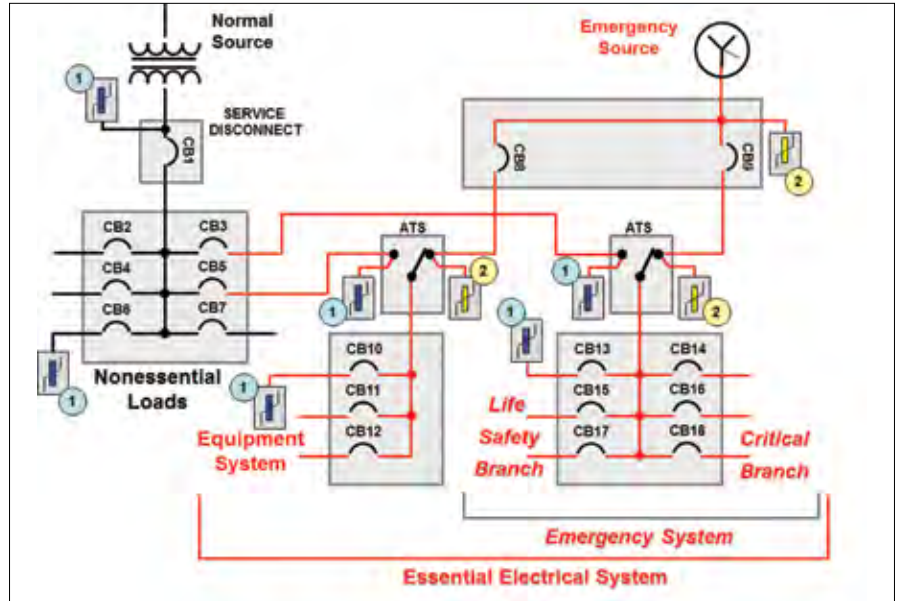 Normal
Source
Emergency
Source
1
SERVICE
DISCONNECT
CB1
CB8
CB9
2
CB2
CB3
ATS
ATS
CB4
CB5
1
2
1
2
CB6
CB7
1
1
Nonessential
Loads
1
CB10
CB11
CB12
CB13
CB14
CB15
CB16
CB17
CB18
Equipment
System
Life
Safety
Branch
Critical
Branch
Emergency System
Essential Electrical System